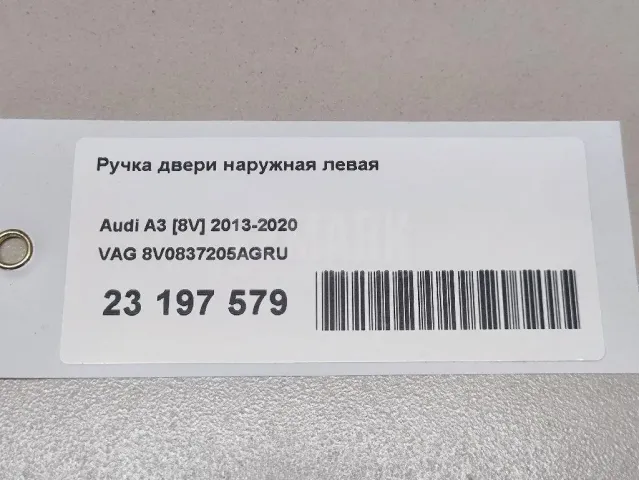 Ручка двери наружная левая
Audi A3 [8V] 2013-2020
VAG 8V0837205AGRU
23 197 579